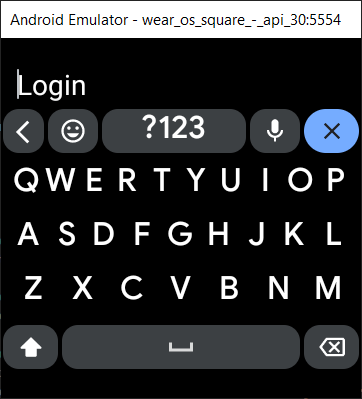 Android Emulator - wear_os_square_-_api_30:5554
Login
?123
Q W E R T Y U I O P
A S D F G H J K L
Z X C V B N M